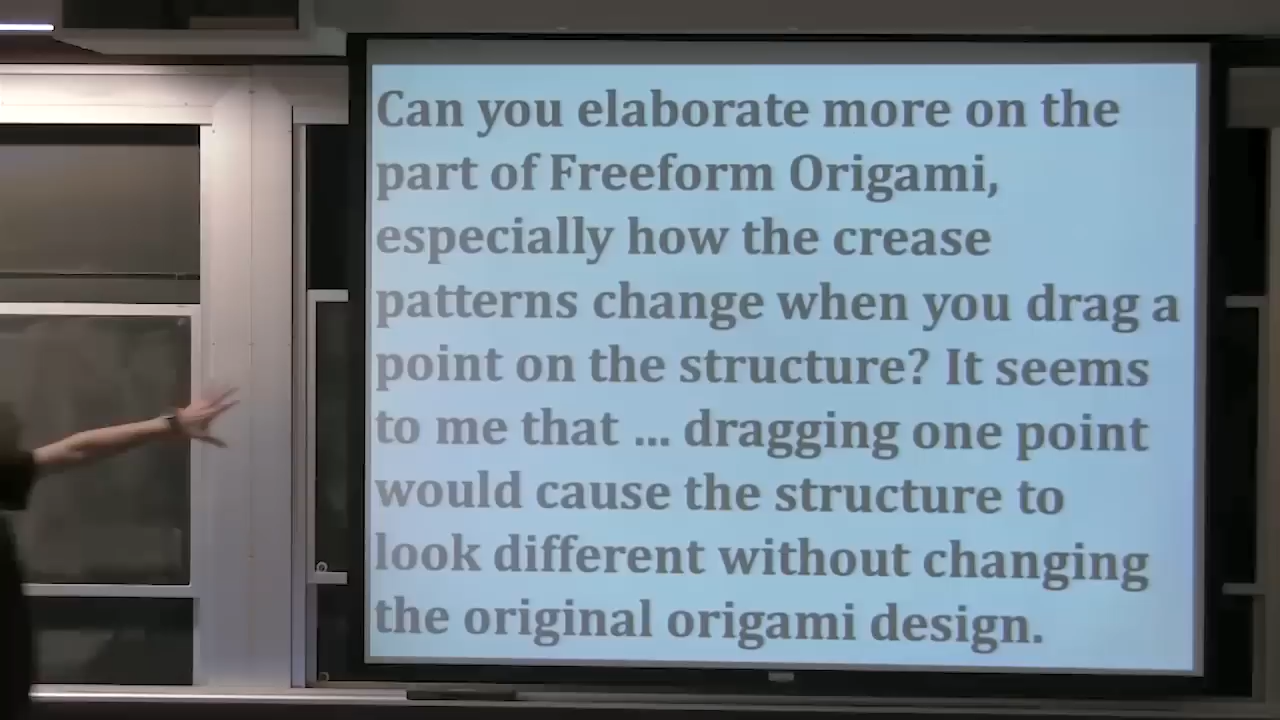 Can you elaborate more on the
part of Freeform Origami,
especially how the crease
patterns change when you drag a
point on the structure? It seems
to me that ... dragging one point
would cause the structure to
look different without changing
the original origami design.